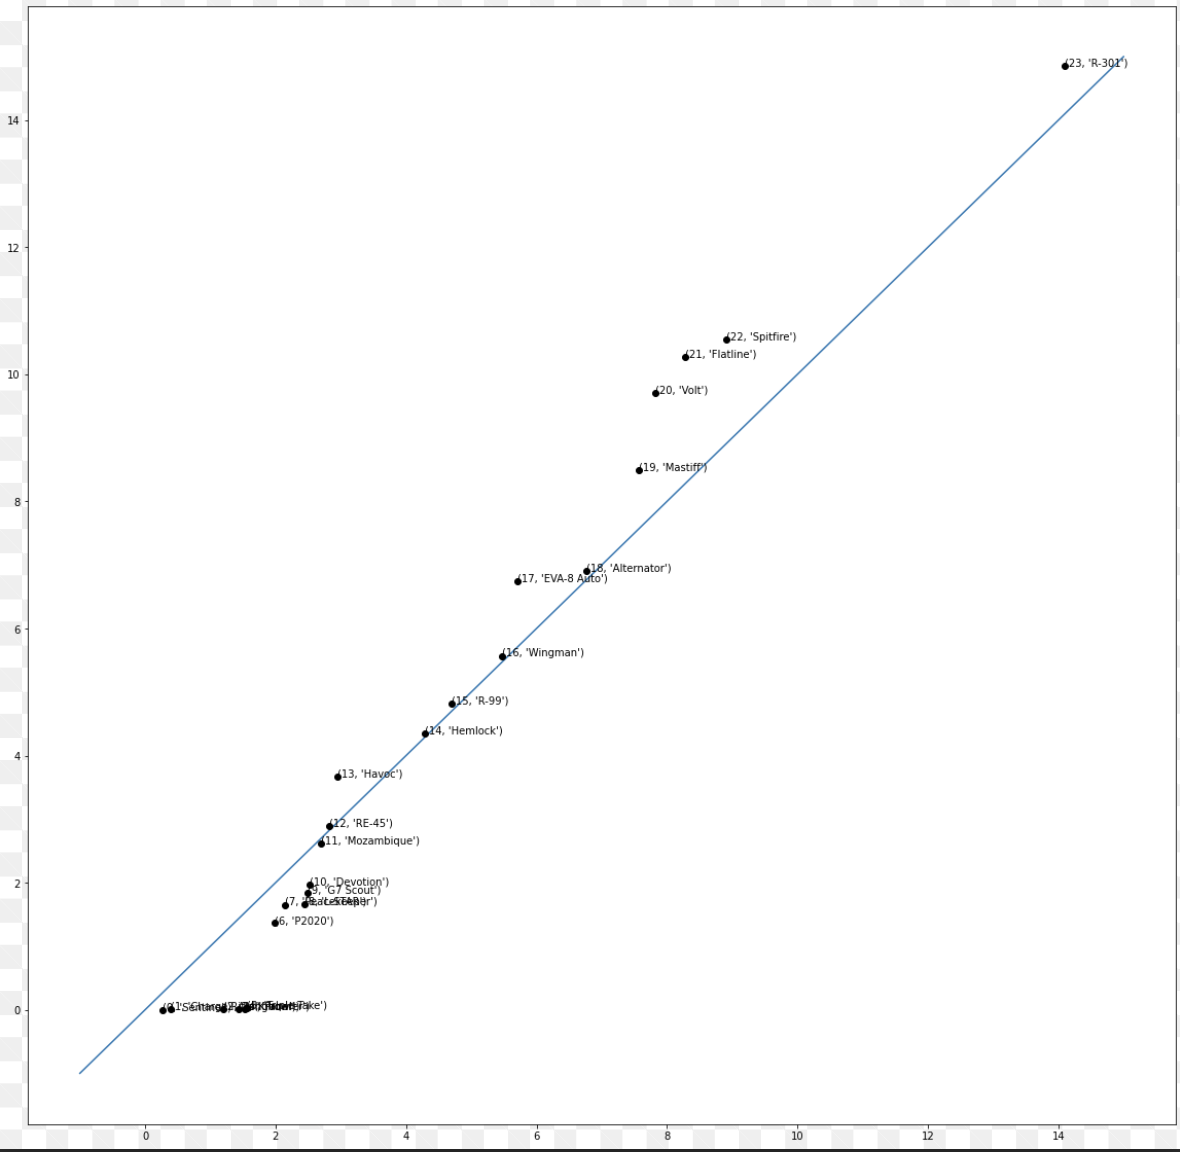 (23, 'R-301')
14
12
(22, 'Spitfire')
(21, 'Flatline')
10
(20, 'Volt')
(19, 'Mastiff')
8
(18, 'Alternator')
(17, 'EVA-8 Auto')
6
(16, 'Wingman')
(15, 'R-99')
(14, 'Hemlock')
4
(13, 'Havoc')
(12, 'RE-45')
(11, 'Mozambique')
2
(10, 'Devotion')
(9, 'G7 Scout')
(7,
(6, 'P2020')
0
0 2 4 6 8 10 12 14